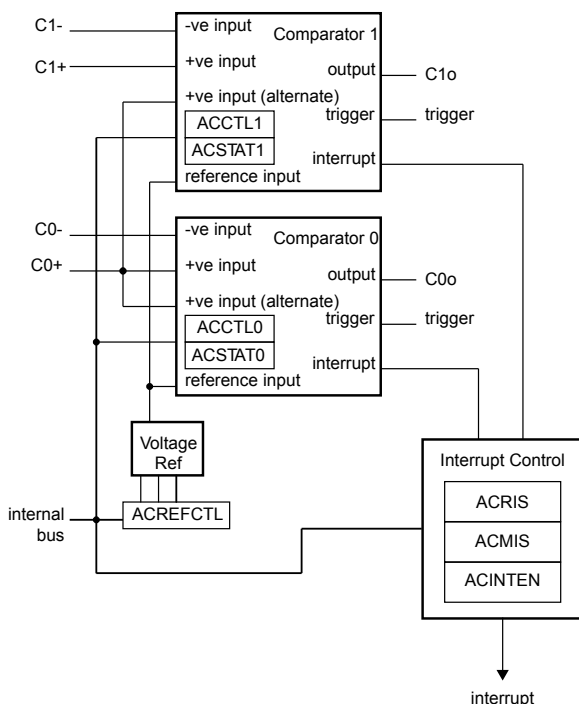 C1-
-ve input
Comparator 1
C1+
+ve input
output
C1o
+ve input (alternate)
ACCTL1
trigger
trigger
ACSTAT1
interrupt
reference input
C0-
-ve input
Comparator 0
C0+
+ve input
output
C0o
+ve input (alternate)
ACCTL0
trigger
trigger
ACSTAT0
interrupt
reference input
Voltage
Ref
Interrupt Control
ACRIS
internal
bus
ACREFCTL
ACMIS
ACINTEN
interrupt